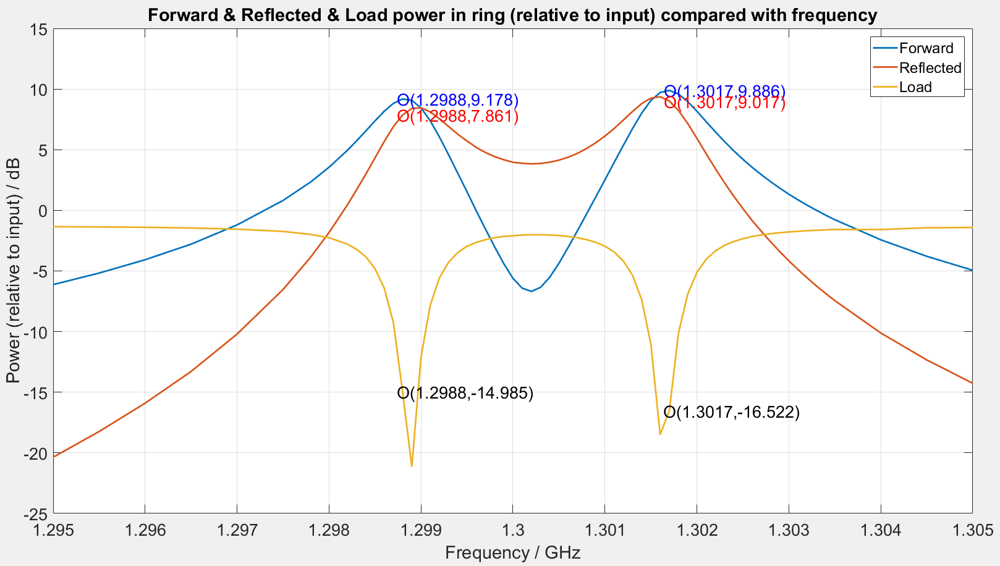 Forward & Reflected & Load power in ring (relative to input) compared with frequency
15
10
5
0
-5
-10
-15
-20
-25
Power (relative to input) / dB
Forward
Reflected
Load
O(1.2988,9.178)
O(1.2988,7.861)
O(1.3017,9.886)
O(1.3017,9.017)
O(1.2988,-14.985)
O(1.3017,-16.522)
1.295 1.296 1.297 1.298 1.299 1.3 1.301 1.302 1.303 1.304 1.305
Frequency / GHz